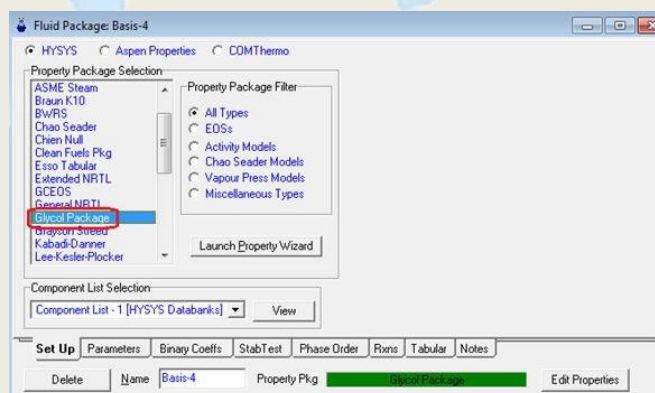 Fluid Package: Basis-4
HYSYS Aspen Properties COMThermo
Property Package Selection
ASME Steam
Braun K10
BWRS
Chao Seader
Chien Null
Clean Fuels Pkg
Esso Tabular
Extended NRTL
GCEOS
General NRTL
Glycol Package
Grayson Streed
Kabadi-Danner
Lee-Kesler-Plocker
Property Package Filter
All Types
EOSs
Activity Models
Chao Seader Models
Vapour Press Models
Miscellaneous Types
Launch Property Wizard
Component List Selection
Component List - 1 [HYSYS Databanks] View
Set Up Parameters Binary Coeffs StabTest Phase Order Rxns Tabular Notes
Delete Name Basis-4 Property Pkg Glycol Package Edit Properties